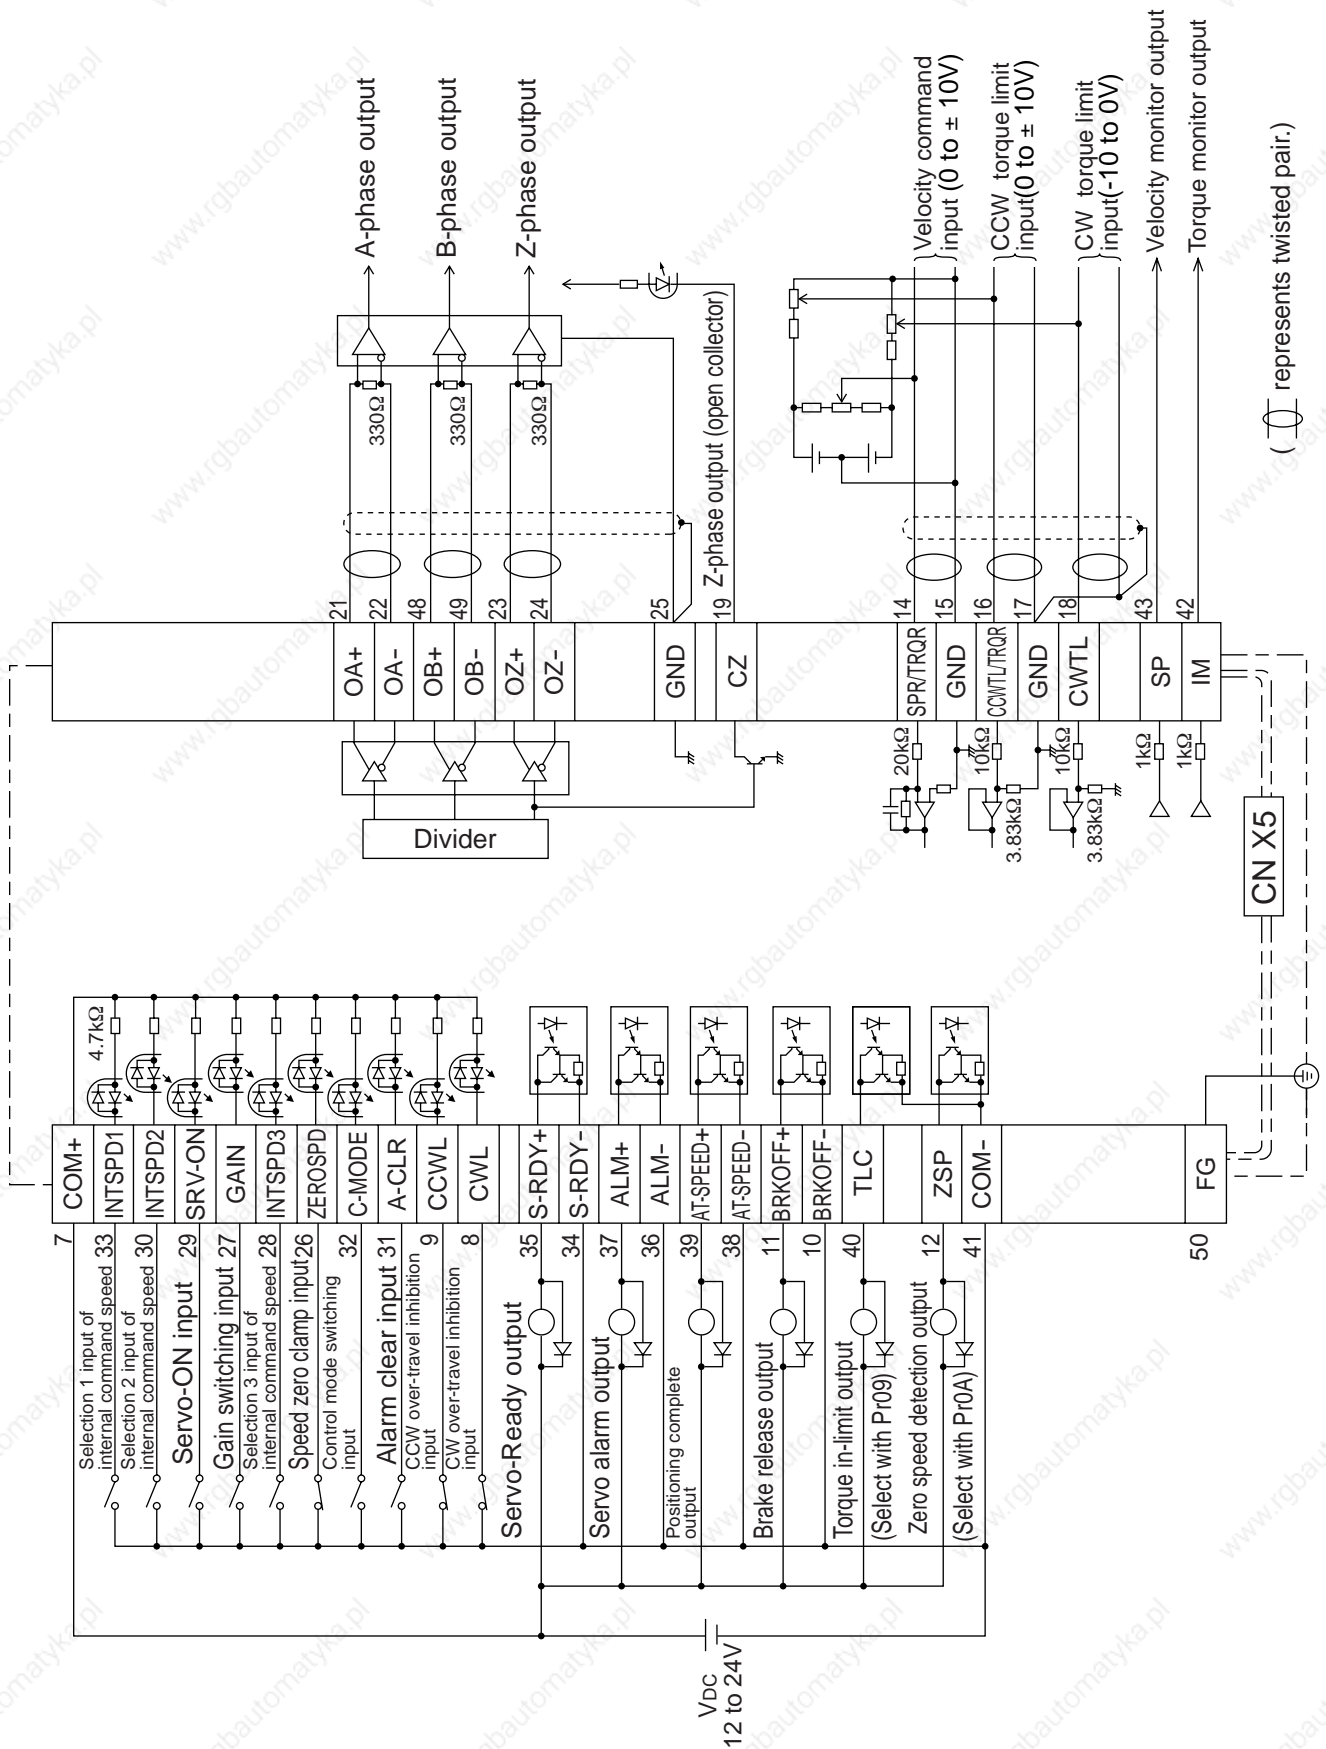 VDC
12 to 24V
7
COM+
4.7kΩ
Selection 1 input of
internal command speed
33
INTSPD1
Selection 2 input of
internal command speed
30
INTSPD2
Servo-ON input
29
SRV-ON
Gain switching input
27
GAIN
Selection 3 input of
internal command speed
28
INTSPD3
Speed zero clamp input
26
ZEROSPD
Control mode switching
input
32
C-MODE
Alarm clear input
31
A-CLR
CCW over-travel inhibition
input
9
CCWL
CW over-travel inhibition
input
8
CWL
Servo-Ready output
35
S-RDY+
34
S-RDY-
Servo alarm output
37
ALM+
36
ALM-
Positioning complete
output
39
AT-SPEED+
38
AT-SPEED-
Brake release output
11
BRKOFF+
10
BRKOFF-
Torque in-limit output
(Select with Pr09)
40
TLC
Zero speed detection output
(Select with Pr0A)
12
ZSP
41
COM-
50
FG
CN X5
Divider
OA+
21
OA-
22
330Ω
A-phase output
OB+
48
OB-
49
330Ω
B-phase output
OZ+
23
OZ-
24
330Ω
Z-phase output
GND
25
CZ
19
Z-phase output (open collector)
20kΩ
SPR/TRQR
14
GND
15
Velocity command
input (0 to ± 10V)
10kΩ
3.83kΩ
CCWTL/TRQR
16
GND
17
CCW torque limit
input(0 to ± 10V)
10kΩ
3.83kΩ
CWTL
18
CW torque limit
input(-10 to 0V)
1kΩ
SP
43
Velocity monitor output
1kΩ
IM
42
Torque monitor output
( represents twisted pair.)
www.rgbautomatyka.pl